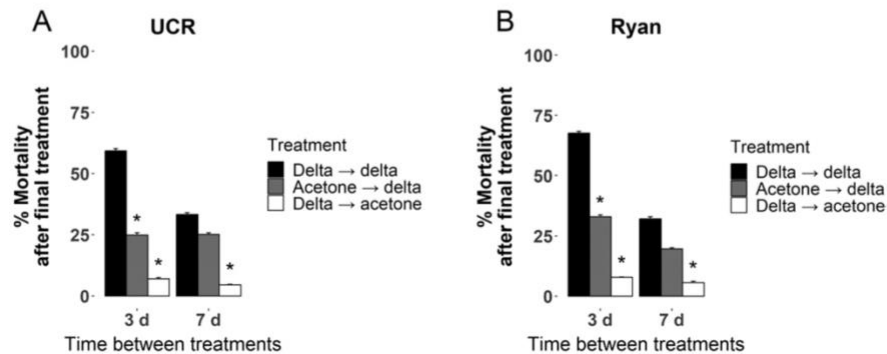 A
UCR
100
75
50
25
0
% Mortality
after final treatment
*
*
*
3 d
7 d
Time between treatments
Treatment
Delta → delta
Acetone → delta
Delta → acetone
B
Ryan
100
75
50
25
0
% Mortality
after final treatment
*
*
*
3 d
7 d
Time between treatments
Treatment
Delta → delta
Acetone → delta
Delta → acetone